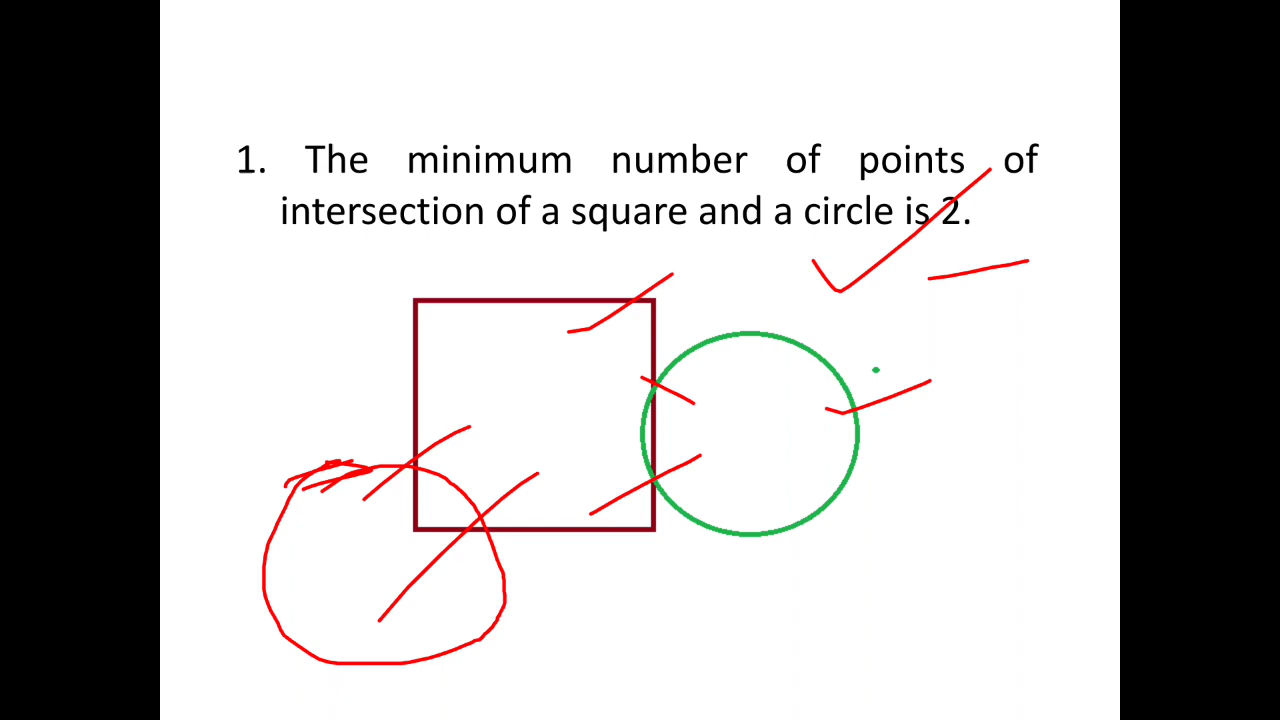 1. The minimum number of points of
intersection of a square and a circle is 2.